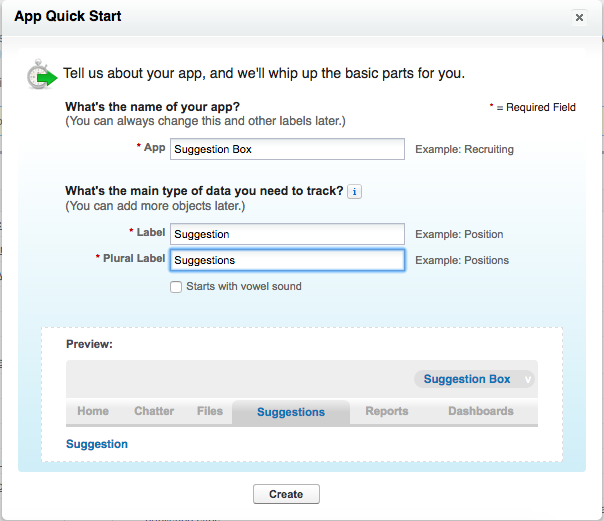 App Quick Start
Tell us about your app, and we'll whip up the basic parts for you.
What's the name of your app?
* = Required Field
(You can always change this and other labels later.)
* App Suggestion Box Example: Recruiting
What's the main type of data you need to track? i
(You can add more objects later.)
* Label Suggestion Example: Position
* Plural Label Suggestions Example: Positions
Starts with vowel sound
Preview:
Suggestion Box
Home Chatter Files Suggestions Reports Dashboards
Suggestion
Create